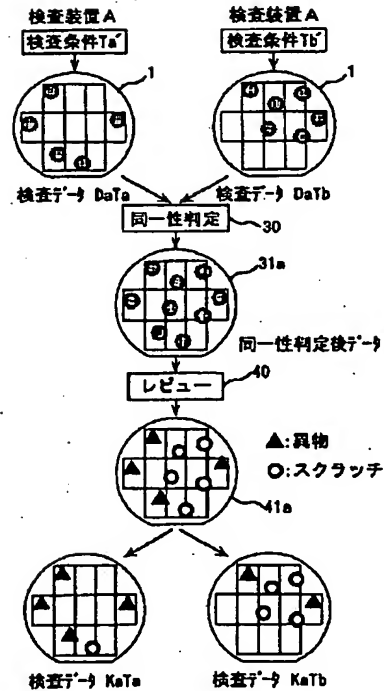 検査装置A
検査条件Ta´
検査装置A
検査条件Tb´
1
1
検査データ DaTa
検査データ DaTb
同一性判定
30
31a
同一性判定後データ
レビュー
40
▲:異物
○:スクラッチ
41a
検査データ KaTa
検査データ KaTb